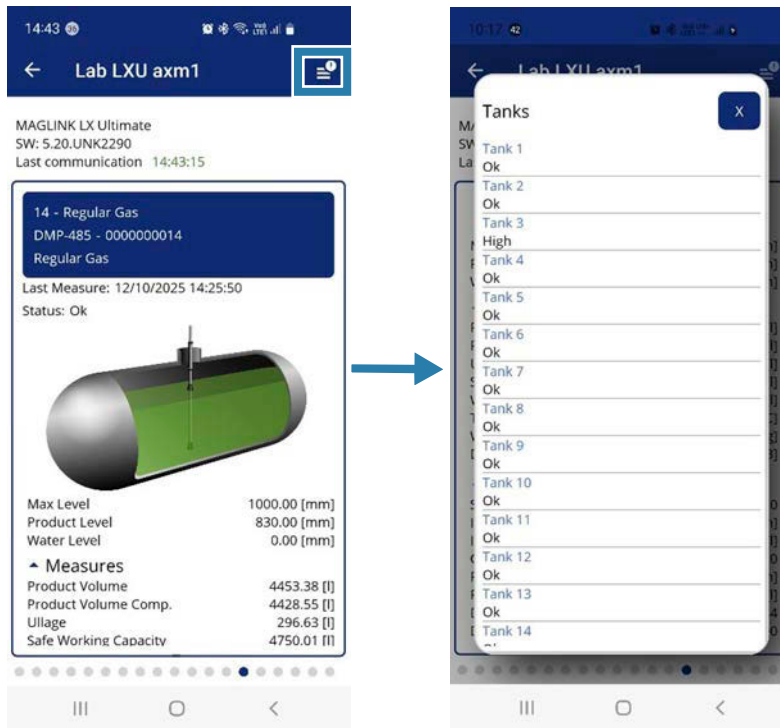 14:43 36
Lab LXU axm1
MAGLINK LX Ultimate
SW: 5.20.UNK2290
Last communication 14:43:15
14 - Regular Gas
DMP-485 - 0000000014
Regular Gas
Last Measure: 12/10/2025 14:25:50
Status: Ok
Max Level 1000.00 [mm]
Product Level 830.00 [mm]
Water Level 0.00 [mm]
Measures
Product Volume 4453.38 [l]
Product Volume Comp. 4428.55 [l]
Ullage 296.63 [l]
Safe Working Capacity 4750.01 [l]
10:17 42
Lab LXU axm1
Tanks X
Tank 1
Ok
Tank 2
Ok
Tank 3
High
Tank 4
Ok
Tank 5
Ok
Tank 6
Ok
Tank 7
Ok
Tank 8
Ok
Tank 9
Ok
Tank 10
Ok
Tank 11
Ok
Tank 12
Ok
Tank 13
Ok
Tank 14